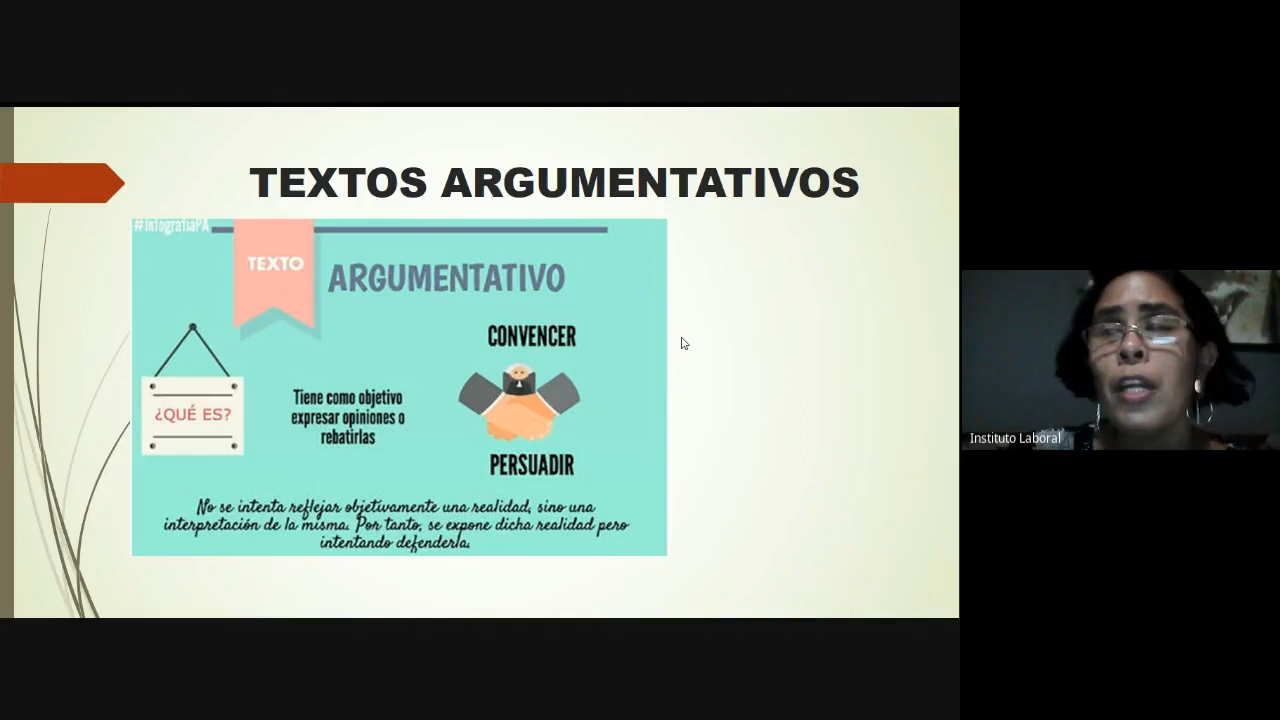 TEXTOS ARGUMENTATIVOS
#infografiaPA
TEXTO
ARGUMENTATIVO
CONVENCER
¿QUÉ ES?
Tiene como objetivo
expresar opiniones o
rebatirlas
PERSUADIR
No se intenta reflejar objetivamente una realidad, sino una
interpretación de la misma. Por tanto, se expone dicha realidad pero
intentando defenderla.
Instituto Laboral